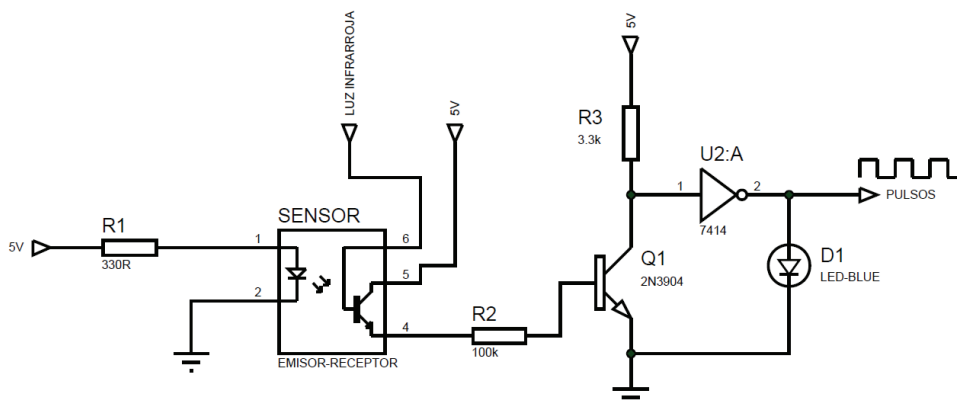 LUZ INFRARROJA
5V
5V
R3
3.3k
U2:A
1
2
7414
PULSOS
SENSOR
R1
5V
330R
1
6
2
5
4
EMISOR-RECEPTOR
R2
100k
Q1
2N3904
D1
LED-BLUE